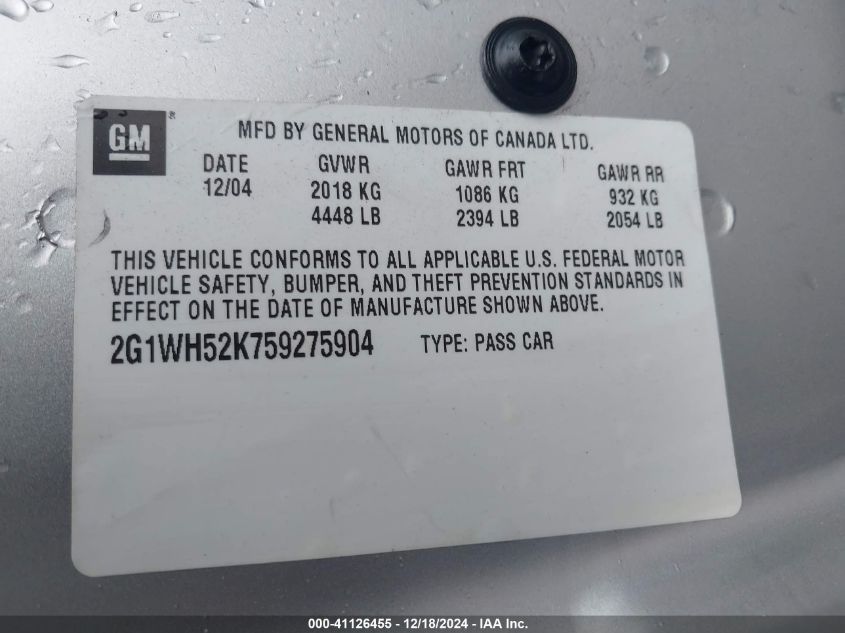 GM
MFD BY GENERAL MOTORS OF CANADA LTD.
DATE GVWR GAWR FRT GAWR RR
12/04 2018 KG 1086 KG 932 KG
4448 LB 2394 LB 2054 LB
THIS VEHICLE CONFORMS TO ALL APPLICABLE U.S. FEDERAL MOTOR
VEHICLE SAFETY, BUMPER, AND THEFT PREVENTION STANDARDS IN
EFFECT ON THE DATE OF MANUFACTURE SHOWN ABOVE.
2G1WH52K759275904 TYPE: PASS CAR
000-41126455 - 12/18/2024 - IAA Inc.